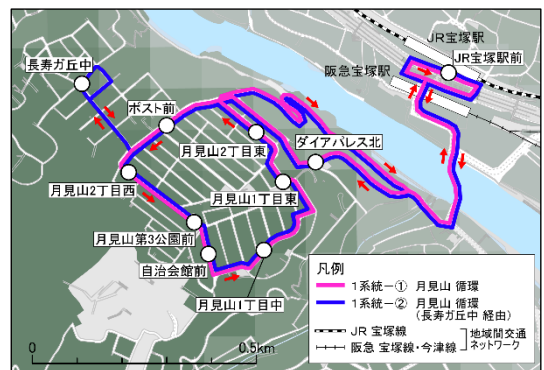 JR宝塚駅
JR宝塚駅前
阪急宝塚駅
長寿ガ丘中
ポスト前
月見山2丁目東
ダイアパレス北
月見山2丁目西
月見山1丁目東
月見山第3公園前
自治会館前
月見山1丁目中
凡例
1系統ー① 月見山 循環
1系統ー② 月見山 循環
(長寿ガ丘中 経由)
JR 宝塚線
阪急 宝塚線・今津線
地域間交通
ネットワーク
0 0.5km